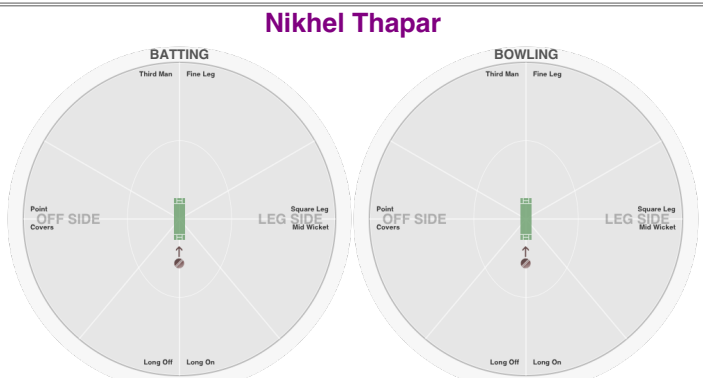 Nikhel Thapar
BATTING
BOWLING
Third Man Fine Leg
Third Man Fine Leg
Point
OFF SIDE
Covers
Square Leg
LEG SIDE
Mid Wicket
Point
OFF SIDE
Covers
Square Leg
LEG SIDE
Mid Wicket
Long Off Long On
Long Off Long On